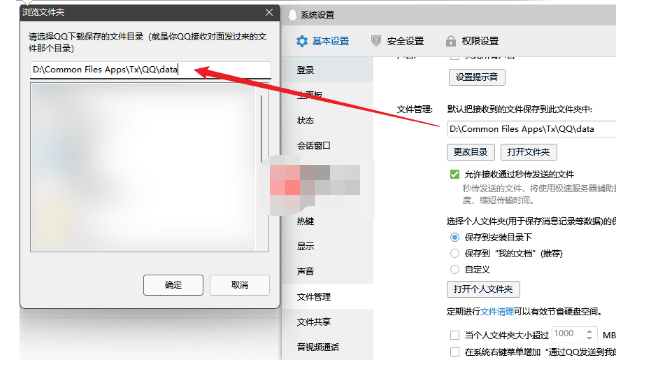 浏览文件夹
请选择QQ下载保存的文件目录（就是你QQ接收对面发过来的文
件那个目录）
D:\Common Files Apps\Tx\QQ\data
确定
取消
系统设置
基本设置
安全设置
权限设置
登录
主面板
状态
会话窗口
热键
显示
声音
文件管理
文件共享
音视频通话
设置提示音
文件管理:
默认把接收到的文件保存到此文件夹中:
D:\Common Files Apps\Tx\QQ\data
更改目录
打开文件夹
允许接收通过秒传发送的文件
秒传发送的文件，将使用极速服务器辅助
度、缩短传输时间。
选择个人文件夹(用于保存消息记录等数据)的
保存到安装目录下
保存到“我的文档”(推荐)
自定义
打开个人文件夹
定期进行文件清理可以有效节省硬盘空间。
当个人文件夹大小超过 1000 MB
在系统右键菜单增加“通过QQ发送到我